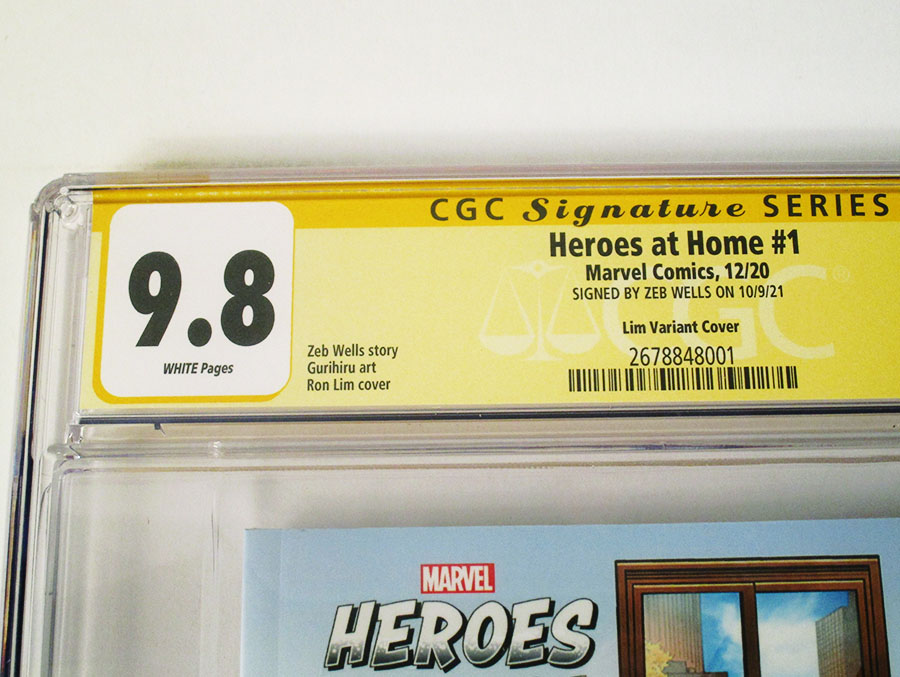 CGC Signature SERIES
9.8
WHITE Pages
Heroes at Home #1
Marvel Comics, 12/20
SIGNED BY ZEB WELLS ON 10/9/21
Lim Variant Cover
2678848001
Zeb Wells story
Gurihiru art
Ron Lim cover
CGC®
MARVEL
HEROES